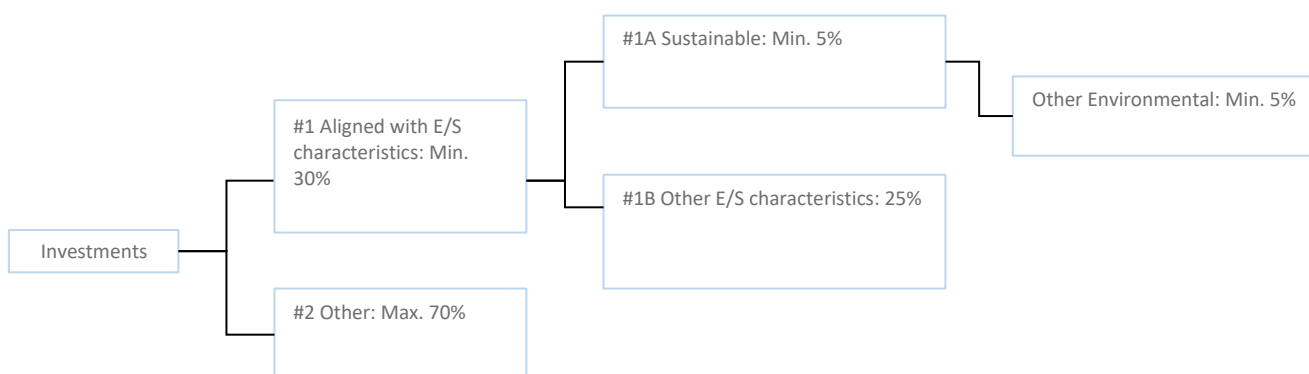 #1A Sustainable: Min. 5%
Other Environmental: Min. 5%
#1 Aligned with E/S
characteristics: Min.
30%
#1B Other E/S characteristics: 25%
Investments
#2 Other: Max. 70%